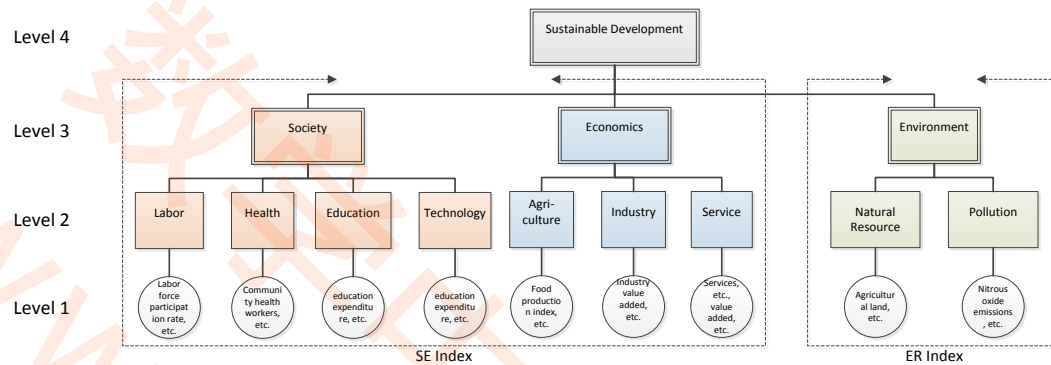 Level 4
Sustainable Development
Level 3
Society
Economics
Environment
Level 2
Labor
Health
Education
Technology
Agri-
culture
Industry
Service
Natural
Resource
Pollution
Level 1
Labor
force
participat
ion rate,
etc.
Communi
ty health
workers,
etc.
education
expenditu
re, etc.
education
expenditu
re, etc.
Food
productio
n index,
etc.
Industry
value
added,
etc.
Services,
etc.,
value
added,
etc.
Agricultur
al land,
etc.
Nitrous
oxide
emissions
, etc.
SE Index
ER Index